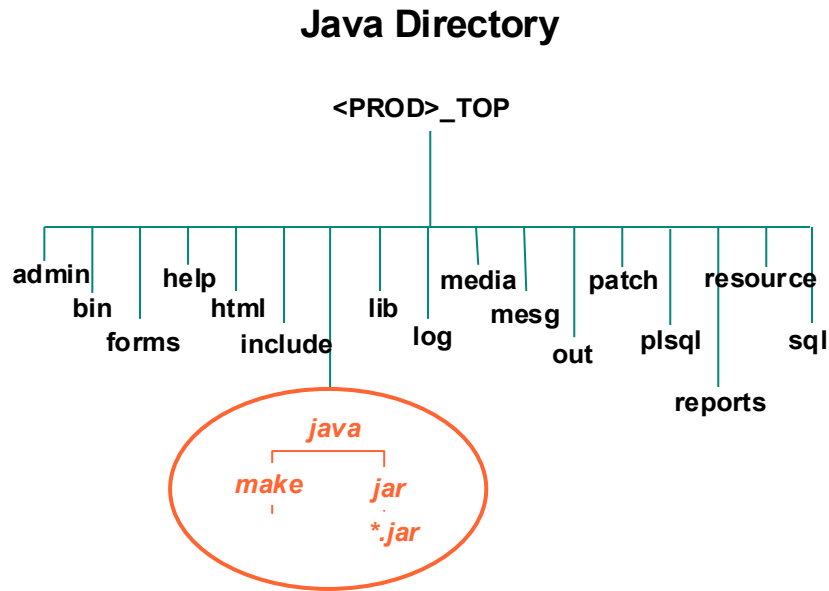 Java Directory
<PROD>_TOP
admin
bin
forms
help
html
include
lib
log
media
mesg
out
patch
plsql
reports
resource
sql
java
make
jar
*.jar